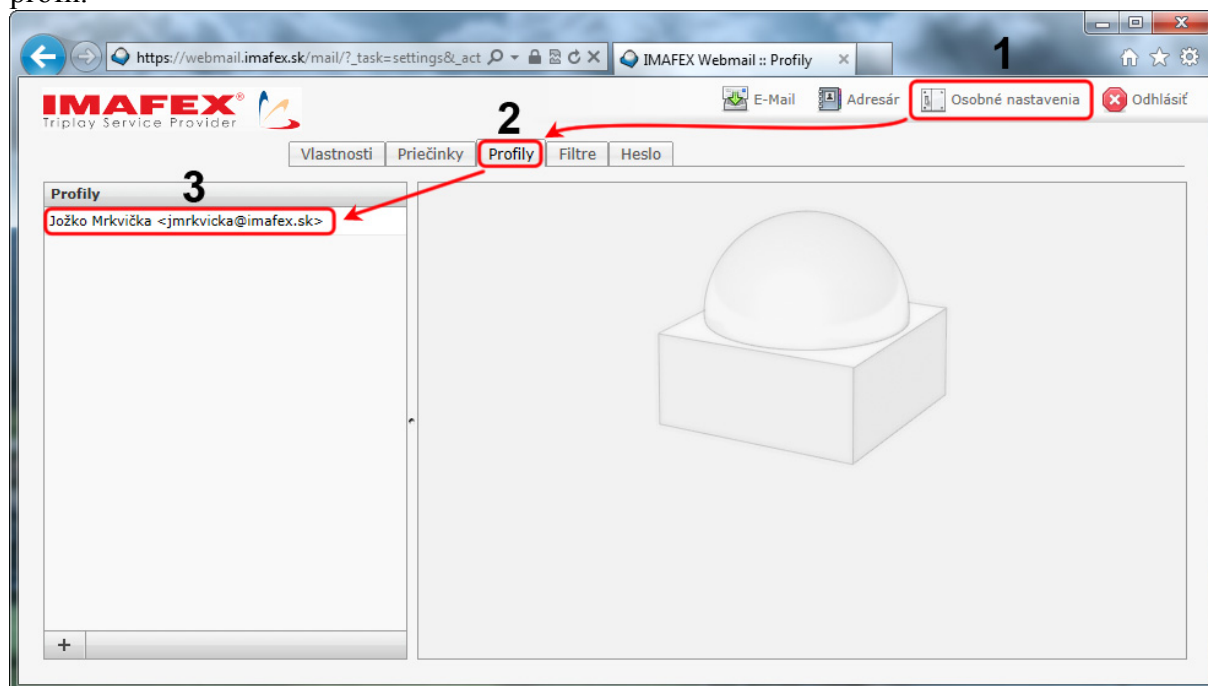 profil.
https://webmail.imafex.sk/mail/?_task=settings&_act
IMAFEX Webmail :: Profily
1
IMAFEX®
Triplay Service Provider
2
E-Mail
Adresár
Osobné nastavenia
Odhlásiť
Vlastnosti
Priečinky
Profily
Filtre
Heslo
Profily
3
Jožko Mrkvička <jmrkvicka@imafex.sk>
+